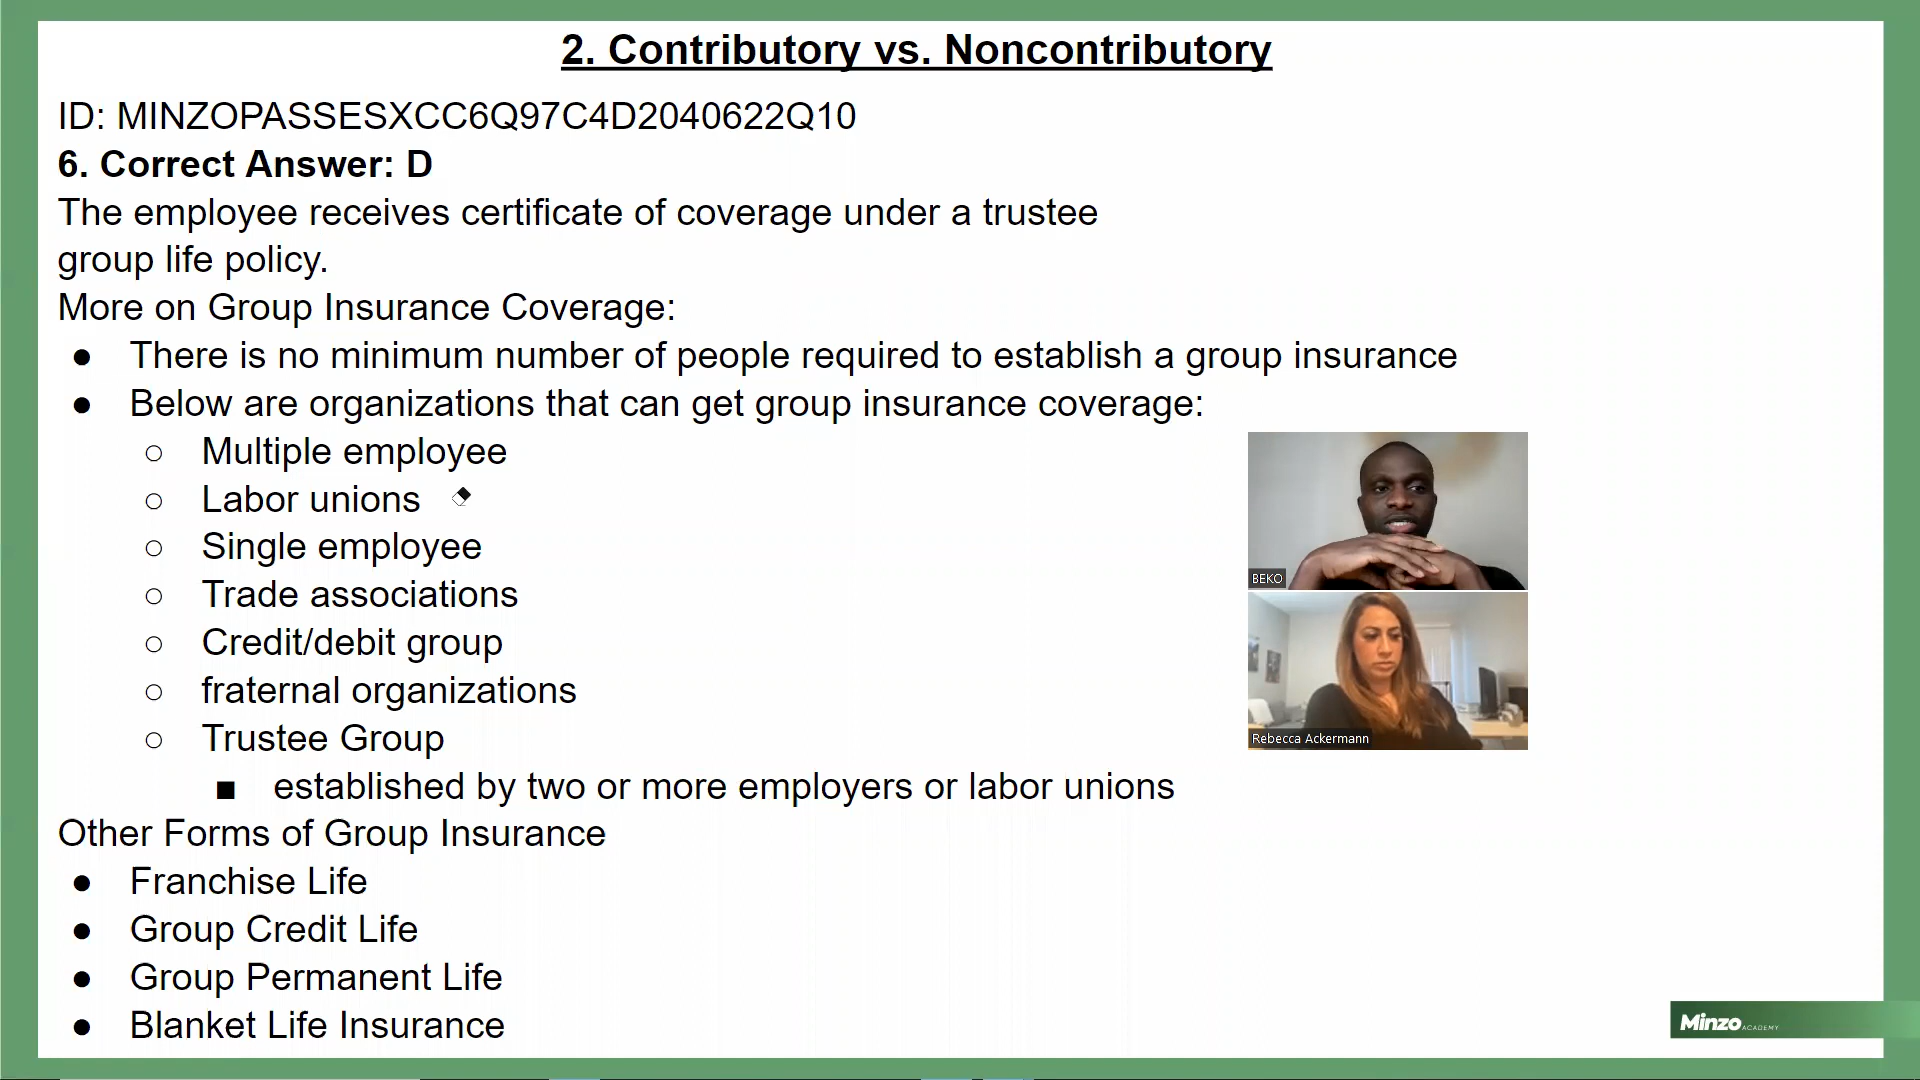 2. Contributory vs. Noncontributory
ID: MINZOPASSESXCC6Q97C4D2040622Q10
6. Correct Answer: D
The employee receives certificate of coverage under a trustee
group life policy.
More on Group Insurance Coverage:
● There is no minimum number of people required to establish a group insurance
● Below are organizations that can get group insurance coverage:
○ Multiple employee
○ Labor unions
○ Single employee
○ Trade associations
○ Credit/debit group
○ fraternal organizations
○ Trustee Group
■ established by two or more employers or labor unions
Other Forms of Group Insurance
● Franchise Life
● Group Credit Life
● Group Permanent Life
● Blanket Life Insurance
BEKO
Rebecca Ackermann
Minzo ACADEMY